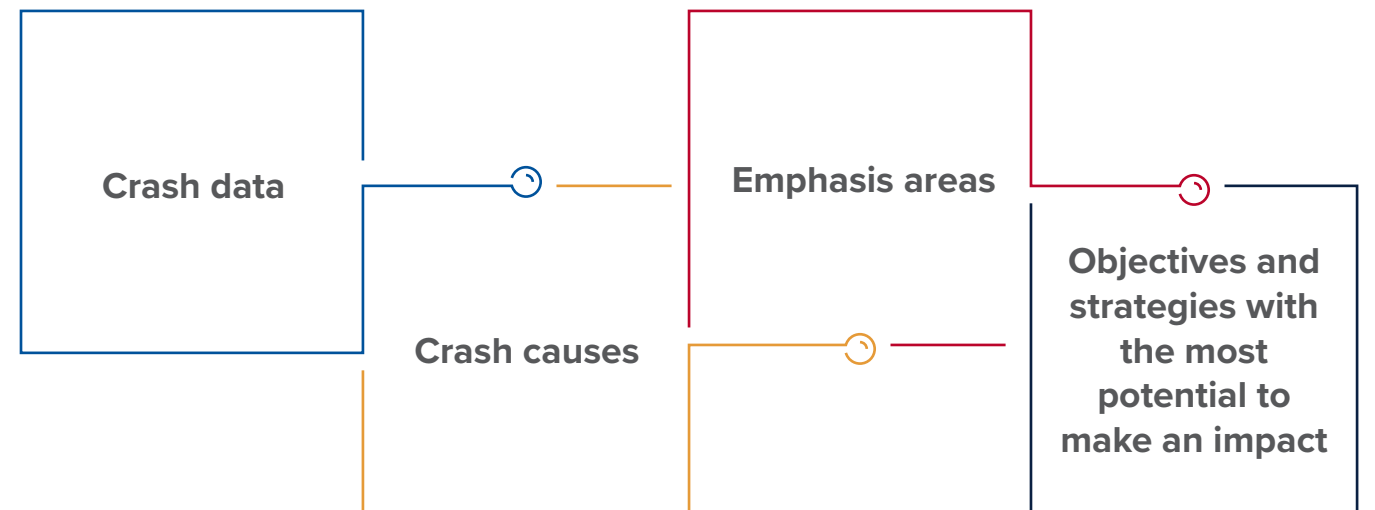 Crash data
Crash causes
Emphasis areas
Objectives and
strategies with
the most
potential to
make an impact